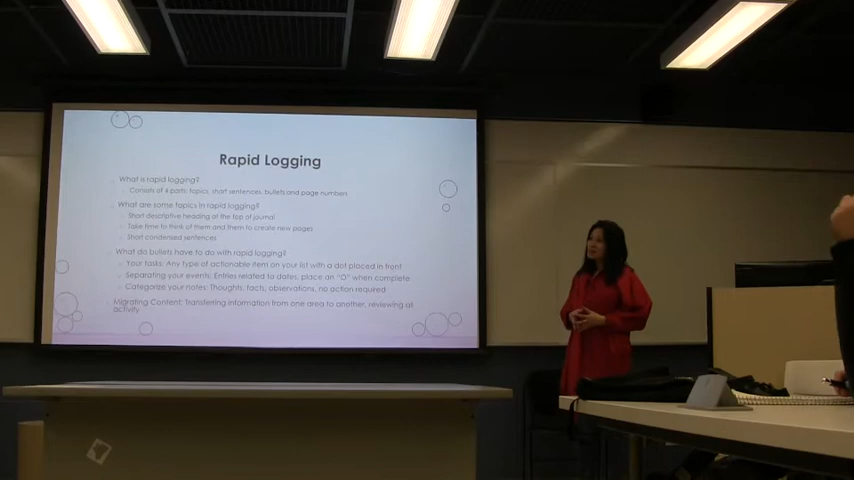 Rapid Logging
What is rapid logging?
Consists of 4 parts, topics, short sentences, bullets and page numbers
What are some topics in rapid logging?
Short descriptive heading at the top of journal
Take time to think of them and them to create new pages
Short condensed sentences
What do bullets have to do with rapid logging?
Your tasks: Any type of actionable item on your list with a dot placed in front
Separating your events: Entries related to dates, place an "O" when complete
Categorize your notes: Thoughts, facts, observations, no action required
Migrating Content: Transferring information from one area to another, reviewing all
activity